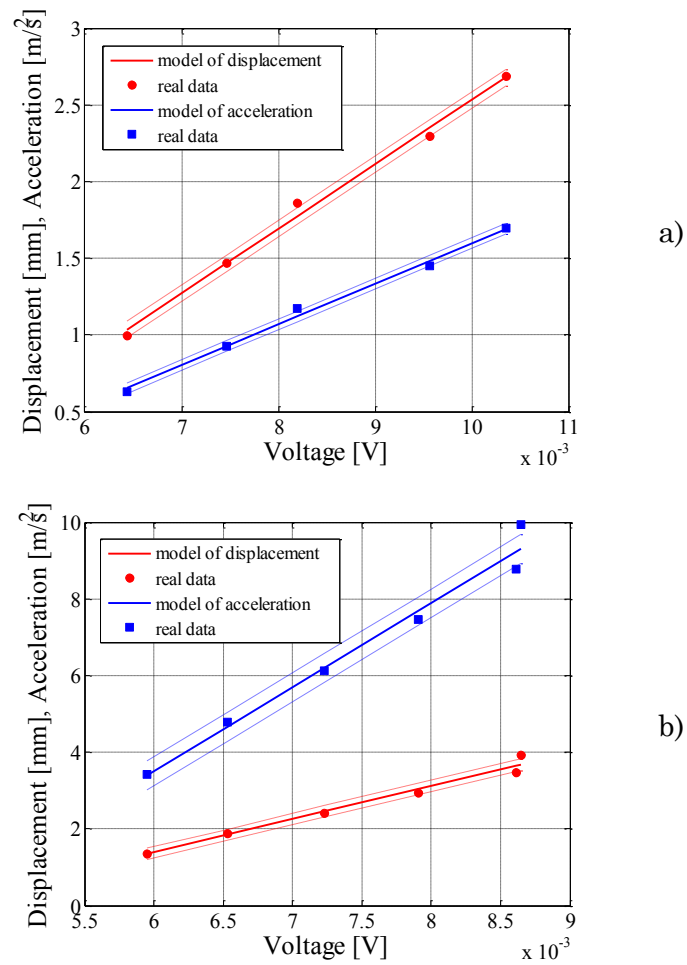 3
2.5
2
1.5
1
0.5
6 7 8 9 10 11
Displacement [mm], Acceleration [m/s²]
Voltage [V]
x 10⁻³
model of displacement
real data
model of acceleration
real data
a)
10
8
6
4
2
0
5.5 6 6.5 7 7.5 8 8.5 9
Displacement [mm], Acceleration [m/s²]
Voltage [V]
x 10⁻³
model of displacement
real data
model of acceleration
real data
b)